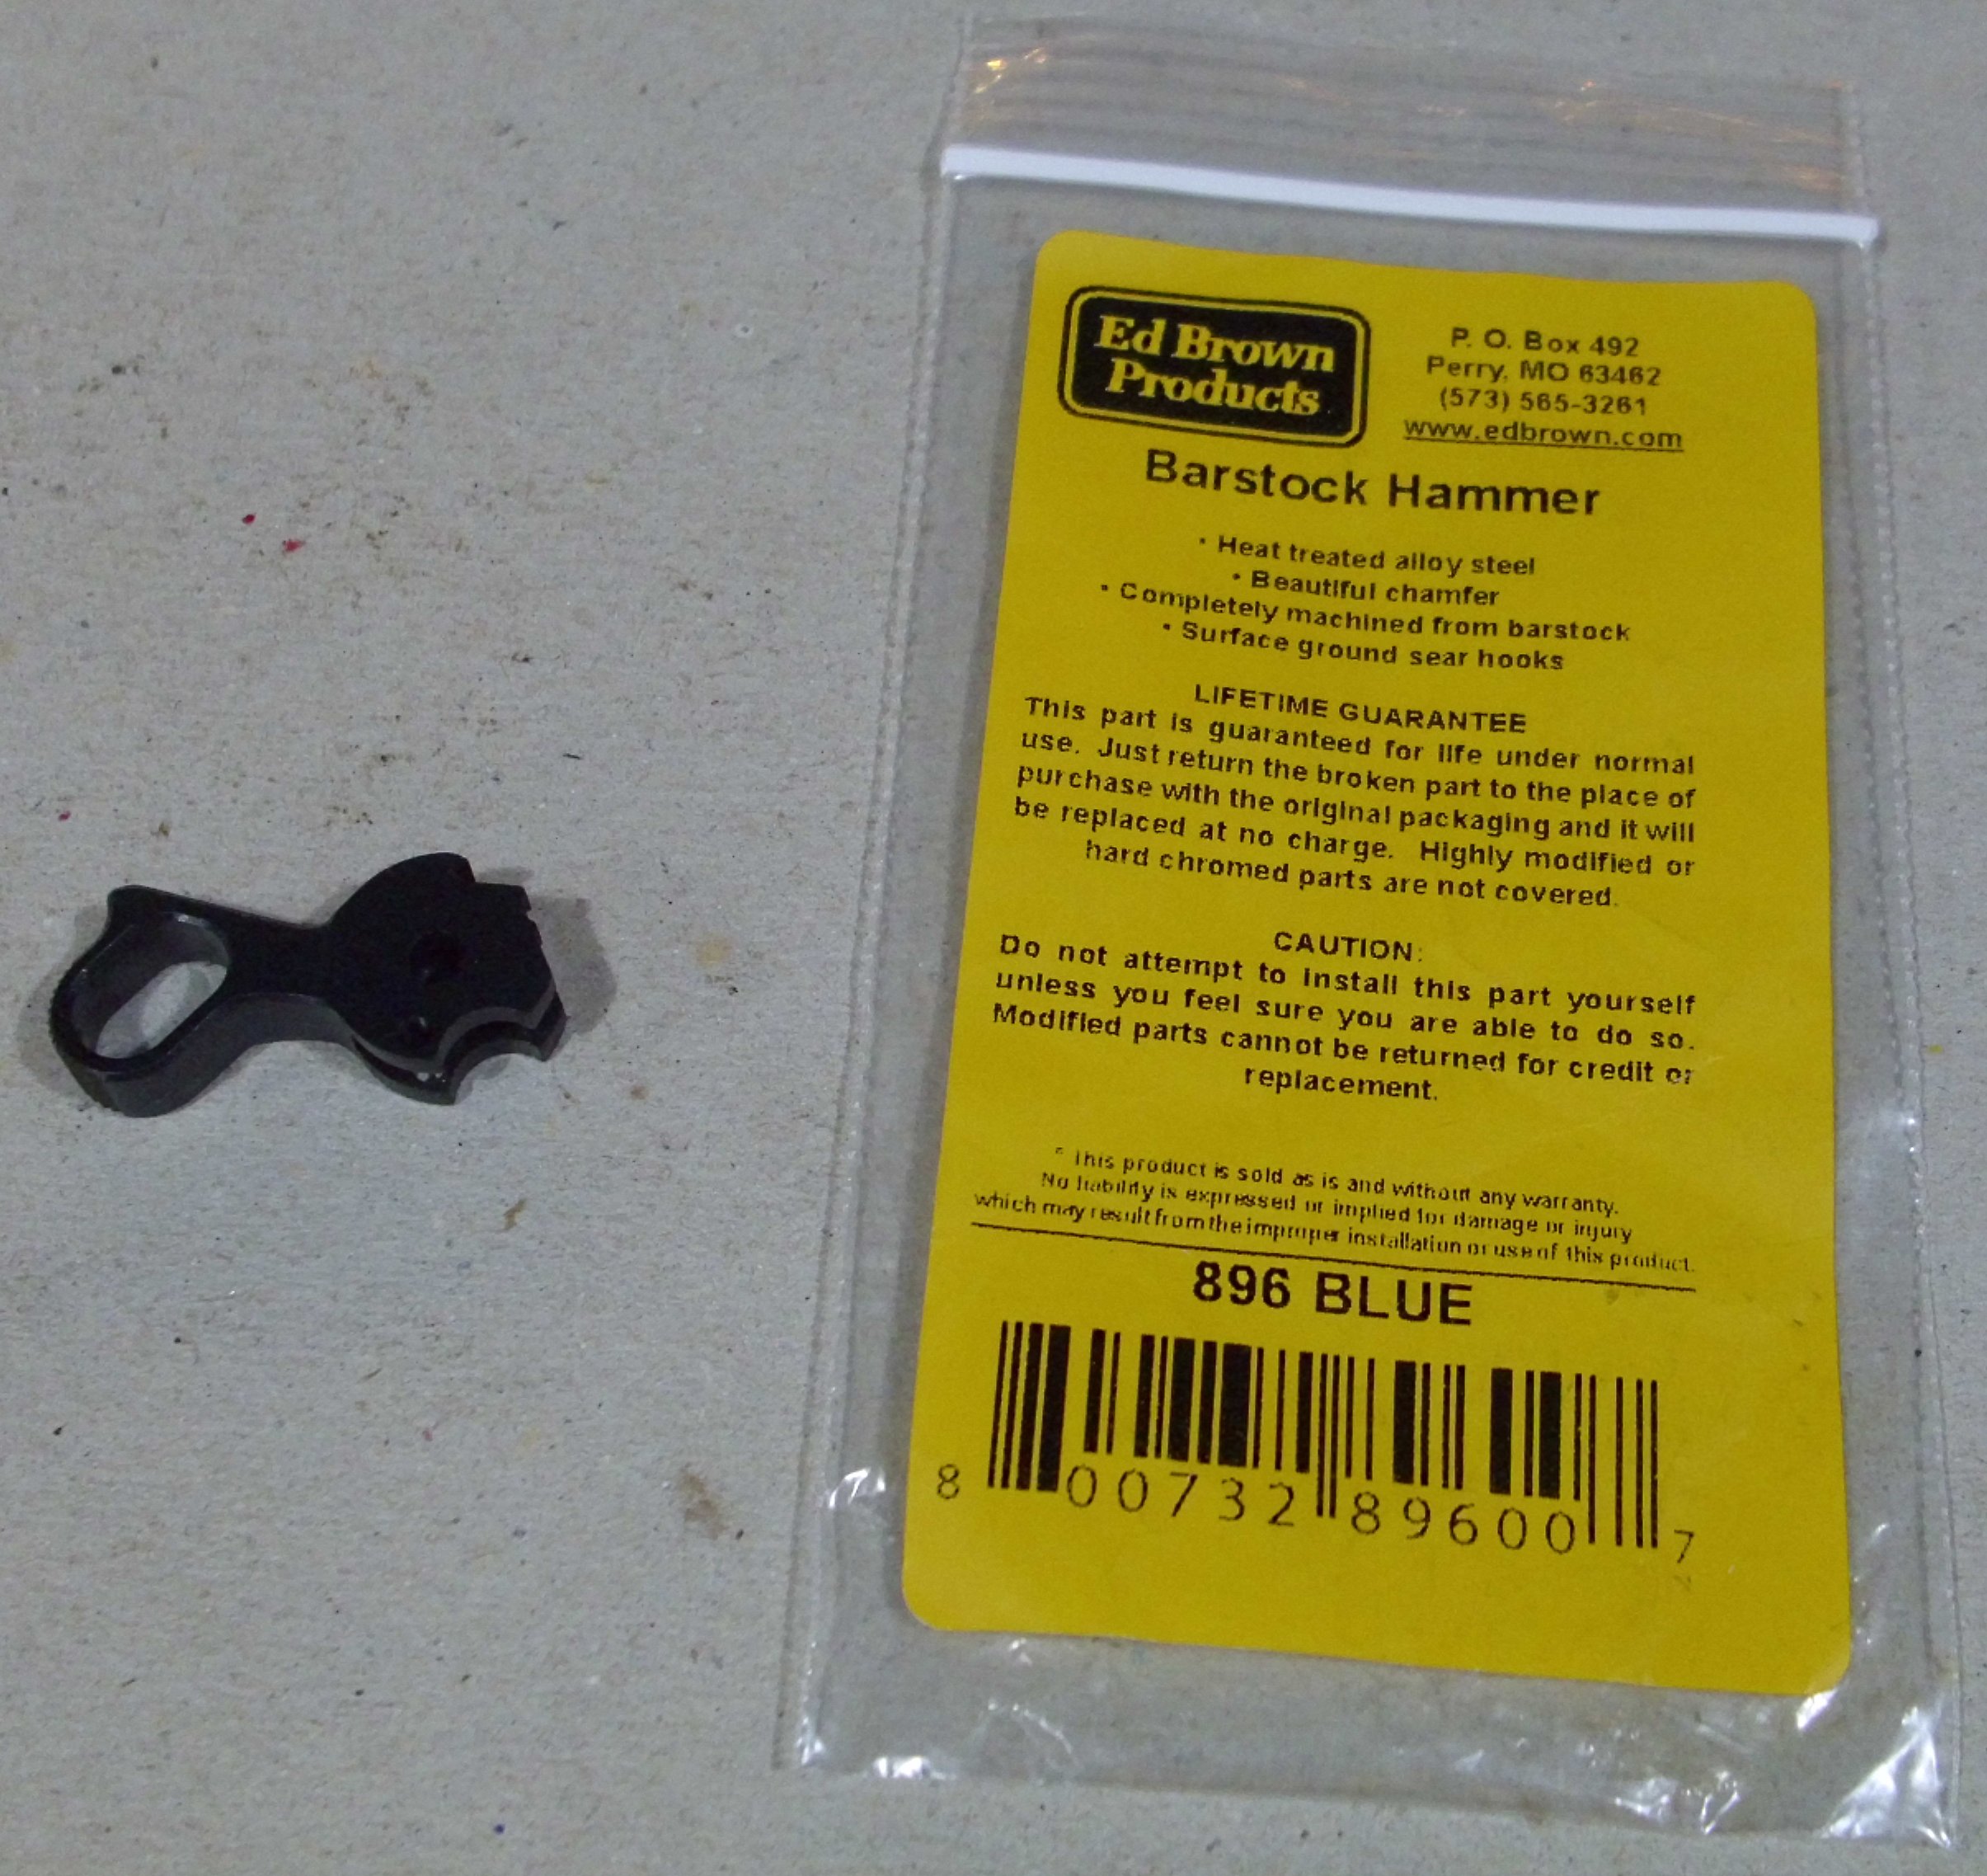 Ed Brown
Products
P. O. Box 492
Perry, MO 63462
(573) 565-3261
www.edbrown.com
Barstock Hammer
• Heat treated alloy steel
• Beautiful chamfer
• Completely machined from barstock
• Surface ground sear hooks
LIFETIME GUARANTEE
This part is guaranteed for life under normal
use. Just return the broken part to the place of
purchase with the original packaging and it will
be replaced at no charge. Highly modified or
hard chromed parts are not covered.
CAUTION:
Do not attempt to install this part yourself
unless you feel sure you are able to do so.
Modified parts cannot be returned for credit or
replacement.
* This product is sold as is and without any warranty.
No liability is expressed or implied for damage or injury
which may result from the improper installation or use of this product.
896 BLUE
8 00732 89600 7